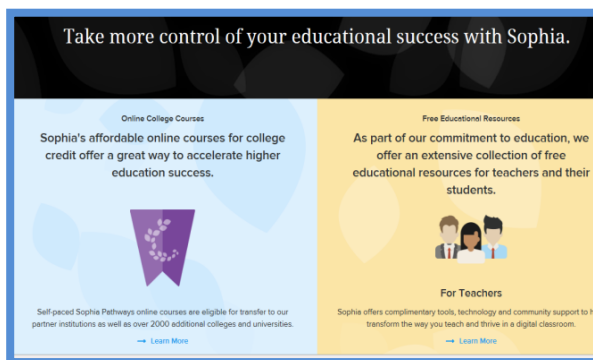 Take more control of your educational success with Sophia.
Online College Courses
Sophia's affordable online courses for college
credit offer a great way to accelerate higher
education success.
Self-paced Sophia Pathways online courses are eligible for transfer to our
partner institutions as well as over 2000 additional colleges and universities.
→ Learn More
Free Educational Resources
As part of our commitment to education, we
offer an extensive collection of free
educational resources for teachers and their
students.
For Teachers
Sophia offers complimentary tools, technology and community support to
transform the way you teach and thrive in a digital classroom.
→ Learn More